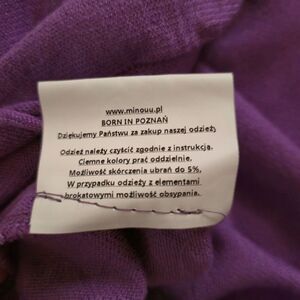 www.minouu.pl
BORN IN POZNAŃ
Dziękujemy Państwu za zakup naszej odzieży
Odzież należy czyścić zgodnie z instrukcją.
Ciemne kolory prać oddzielnie.
Możliwość skórczenia ubrań do 5%,
W przypadku odzieży z elementami
brokatowymi możliwość obsypania.